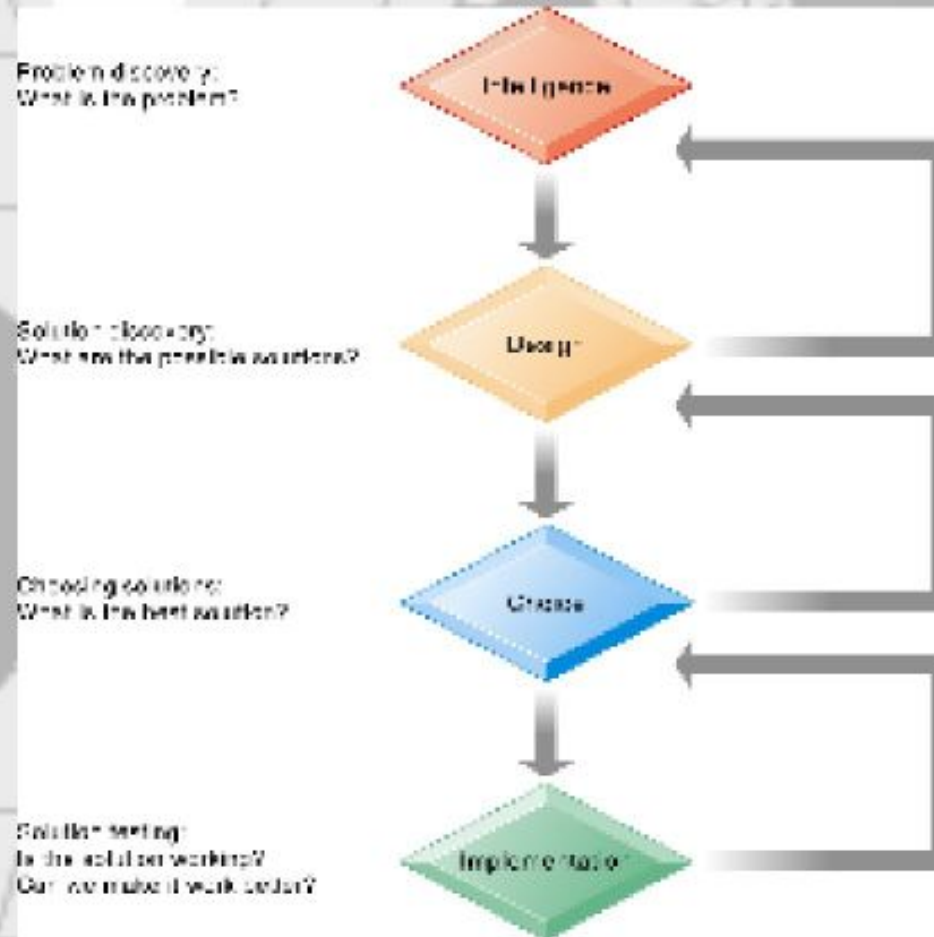 Problem discovery:
What is the problem?
Intelligence
Solution discovery:
What are the possible solutions?
Design
Choosing solutions:
What is the best solution?
Choice
Solution testing:
Is the solution working?
Can we make it work better?
Implementation